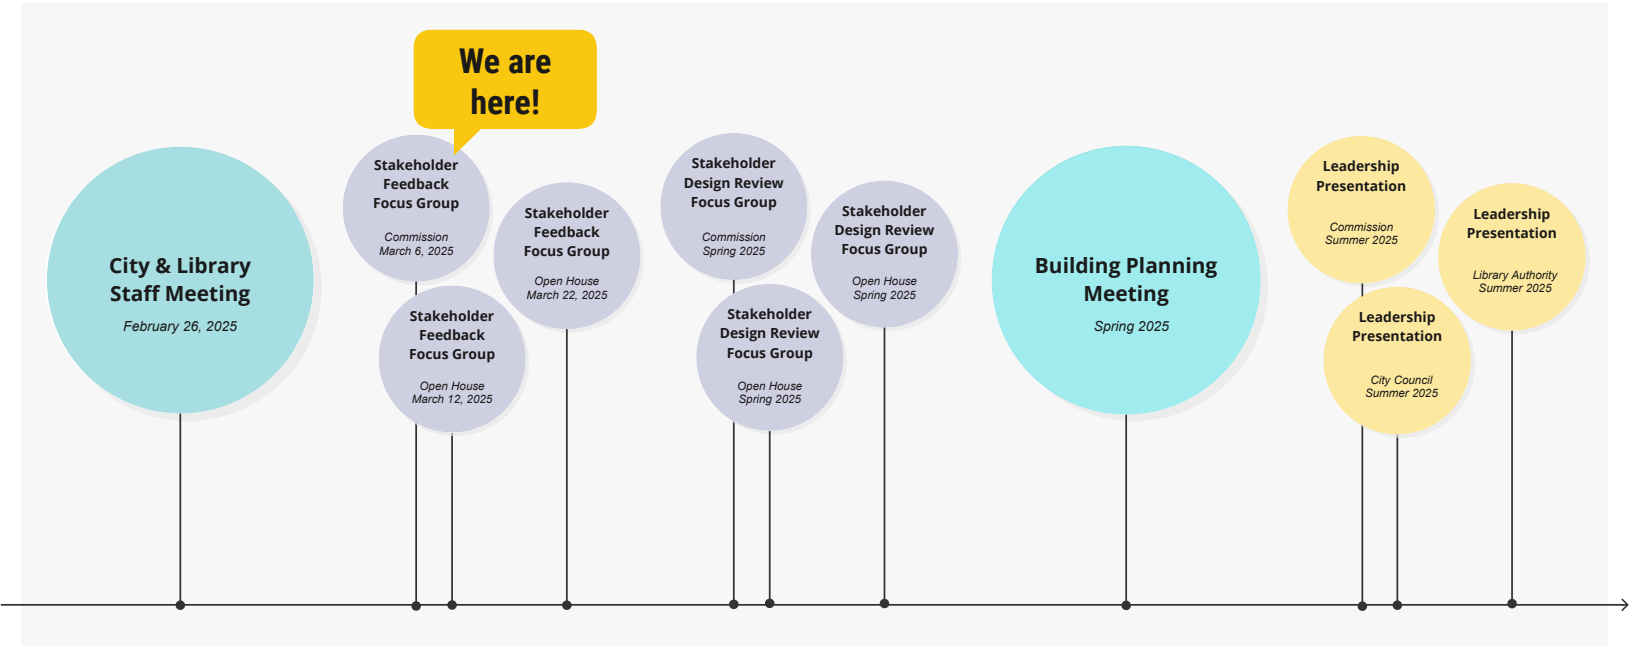 We are
here!
City & Library
Staff Meeting
February 26, 2025
Stakeholder
Feedback
Focus Group
Commission
March 6, 2025
Stakeholder
Feedback
Focus Group
Open House
March 12, 2025
Stakeholder
Feedback
Focus Group
Open House
March 22, 2025
Stakeholder
Design Review
Focus Group
Commission
Spring 2025
Stakeholder
Design Review
Focus Group
Open House
Spring 2025
Stakeholder
Design Review
Focus Group
Open House
Spring 2025
Building Planning
Meeting
Spring 2025
Leadership
Presentation
Commission
Summer 2025
Leadership
Presentation
City Council
Summer 2025
Leadership
Presentation
Library Authority
Summer 2025